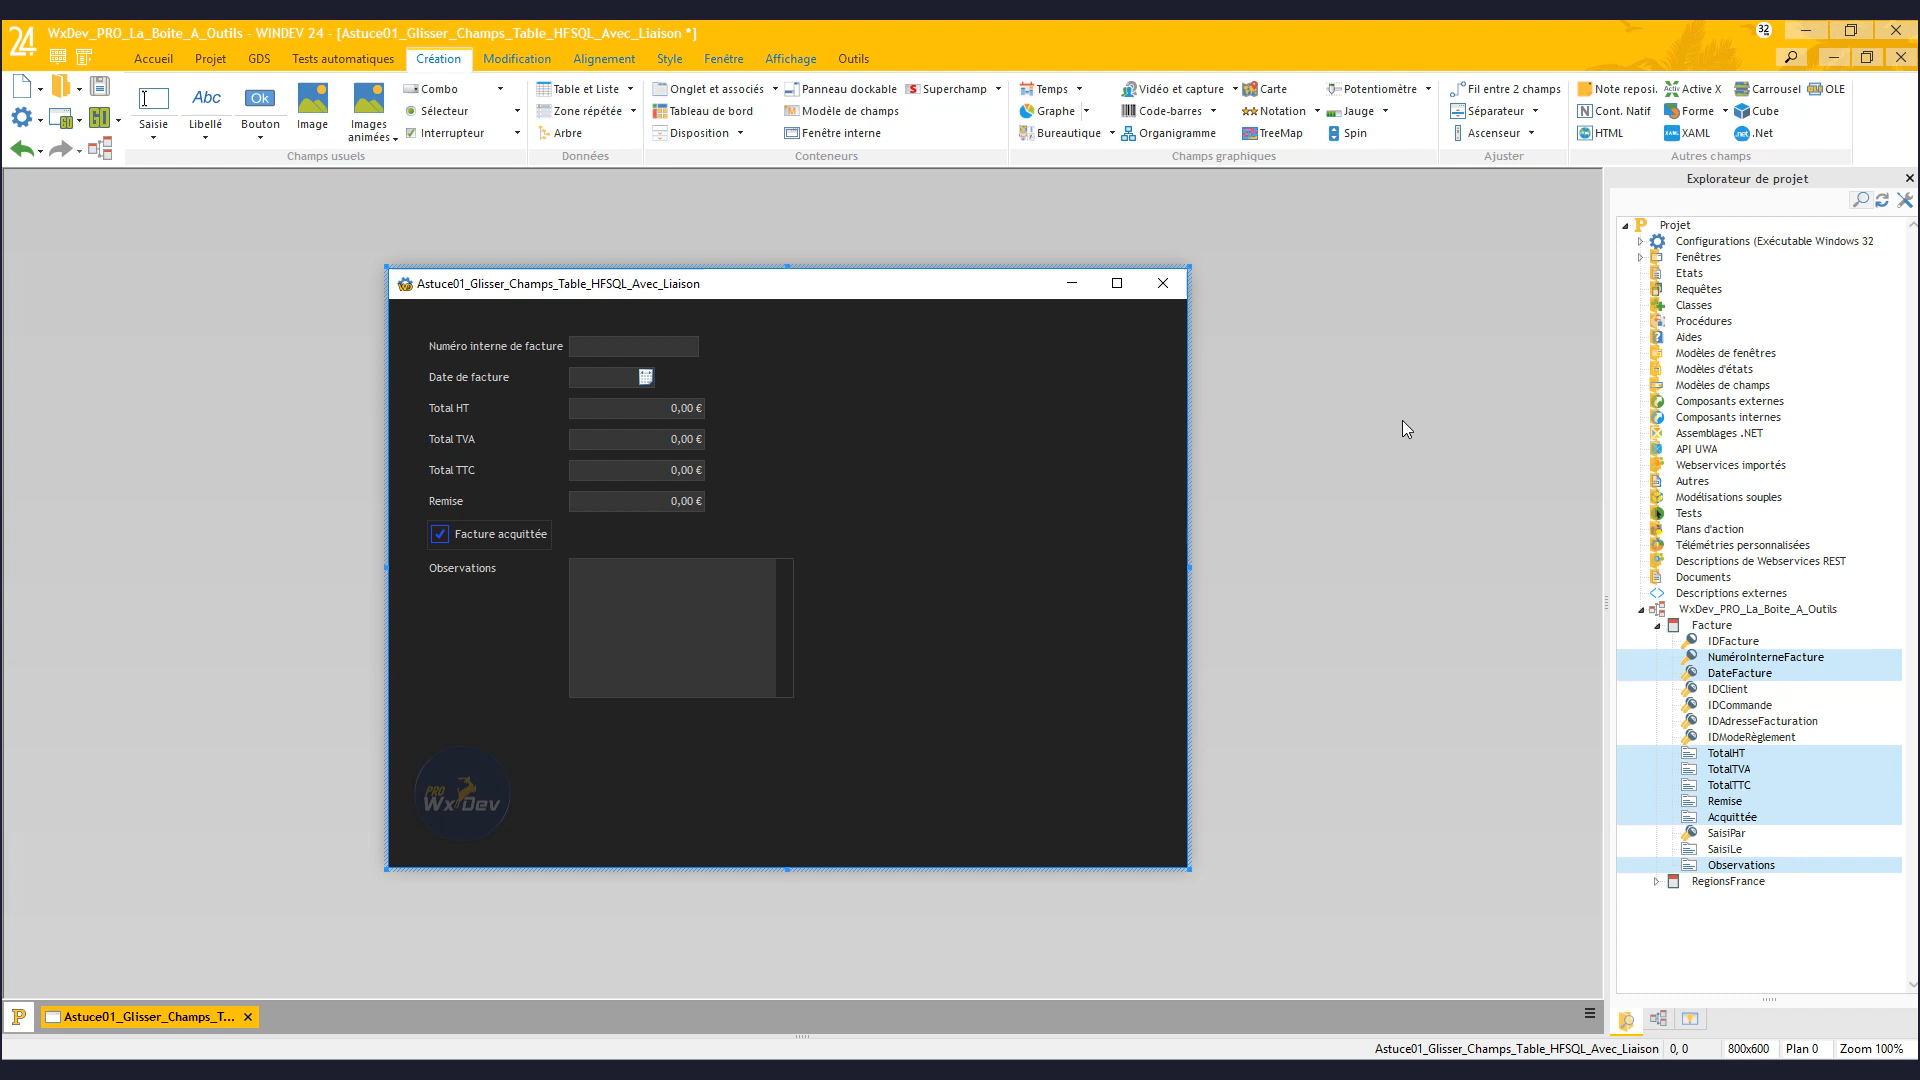 24
WxDev_PRO_La_Boite_A_Outils - WINDEV 24 - [Astuce01_Glisser_Champs_Table_HFSQL_Avec_Liaison *]
32
Accueil Projet GDS Tests automatiques Création Modification Alignement Style Fenêtre Affichage Outils
Saisie
Abc
Libellé
Ok
Bouton
Image
Images
animées
Combo
Sélecteur
Interrupteur
Champs usuels
Table et Liste
Zone répétée
Arbre
Données
Onglet et associés Panneau dockable Superchamp
Tableau de bord Modèle de champs
Disposition Fenêtre interne
Conteneurs
Temps Vidéo et capture Carte Potentiomètre
Graphe Code-barres Notation Jauge
Bureautique Organigramme TreeMap Spin
Champs graphiques
Fil entre 2 champs
Séparateur
Ascenseur
Ajuster
Note reposi. Active X Carrousel OLE
Cont. Natif Forme Cube
HTML XAML .Net
Autres champs
Explorateur de projet
Projet
Configurations (Exécutable Windows 32
Fenêtres
Etats
Requêtes
Classes
Procédures
Aides
Modèles de fenêtres
Modèles d'états
Modèles de champs
Composants externes
Composants internes
Assemblages .NET
API UWA
Webservices importés
Autres
Modélisations souples
Tests
Plans d'action
Télémétries personnalisées
Descriptions de Webservices REST
Documents
Descriptions externes
WxDev_PRO_La_Boite_A_Outils
Facture
IDFacture
NuméroInterneFacture
DateFacture
IDClient
IDCommande
IDAdresseFacturation
IDModeRèglement
TotalHT
TotalTVA
TotalTTC
Remise
Acquittée
SaisiPar
SaisiLe
Observations
RegionsFrance
Astuce01_Glisser_Champs_Table_HFSQL_Avec_Liaison
Numéro interne de facture
Date de facture
Total HT 0,00 €
Total TVA 0,00 €
Total TTC 0,00 €
Remise 0,00 €
Facture acquittée
Observations
PRO
WxDev
Astuce01_Glisser_Champs_T...
Astuce01_Glisser_Champs_Table_HFSQL_Avec_Liaison 0, 0 800x600 Plan 0 Zoom 100%